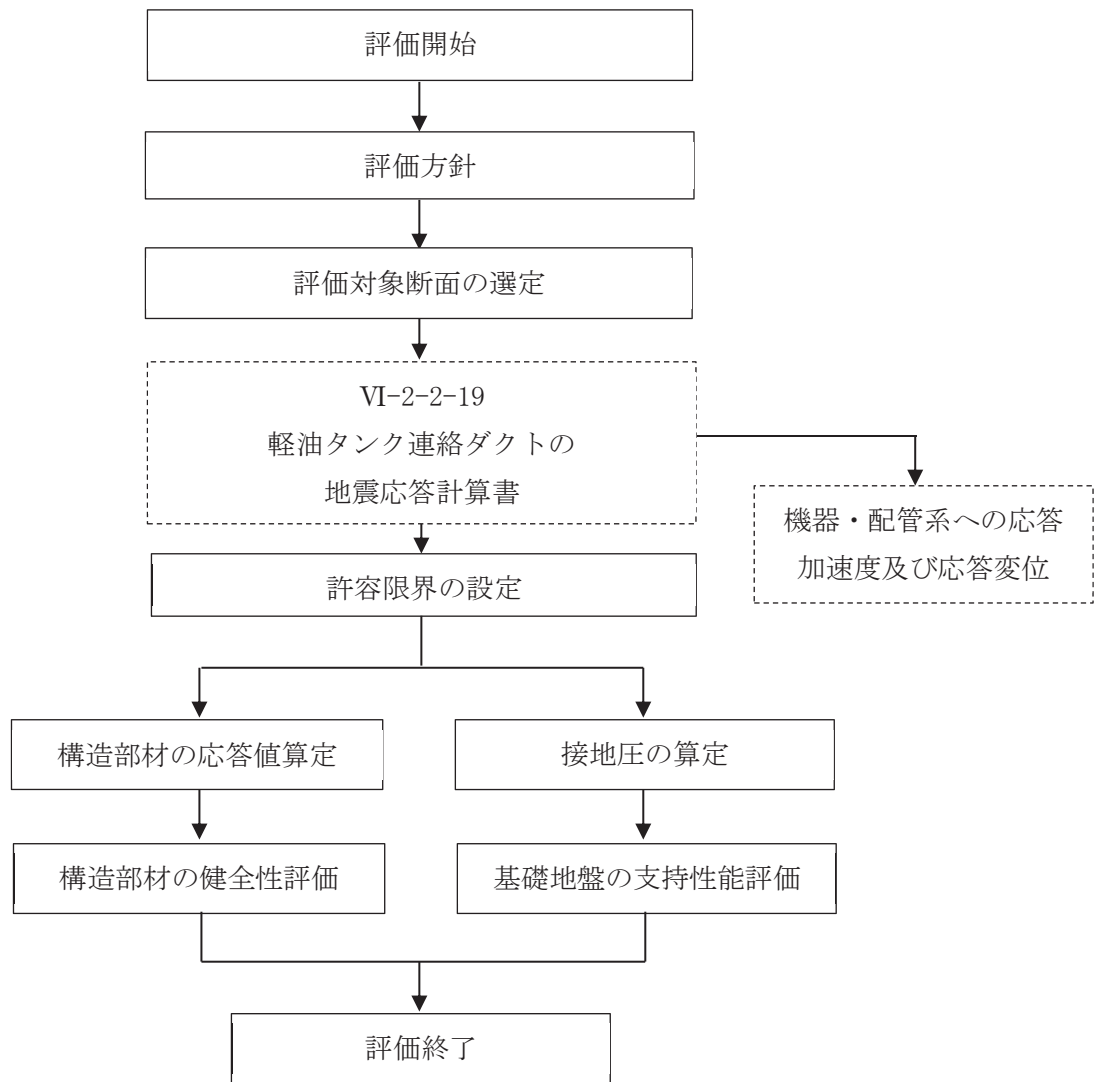 評価開始
評価方針
評価対象断面の選定
Ⅵ-2-2-19
軽油タンク連絡ダクトの
地震応答計算書
機器・配管系への応答
加速度及び応答変位
許容限界の設定
構造部材の応答値算定
接地圧の算定
構造部材の健全性評価
基礎地盤の支持性能評価
評価終了